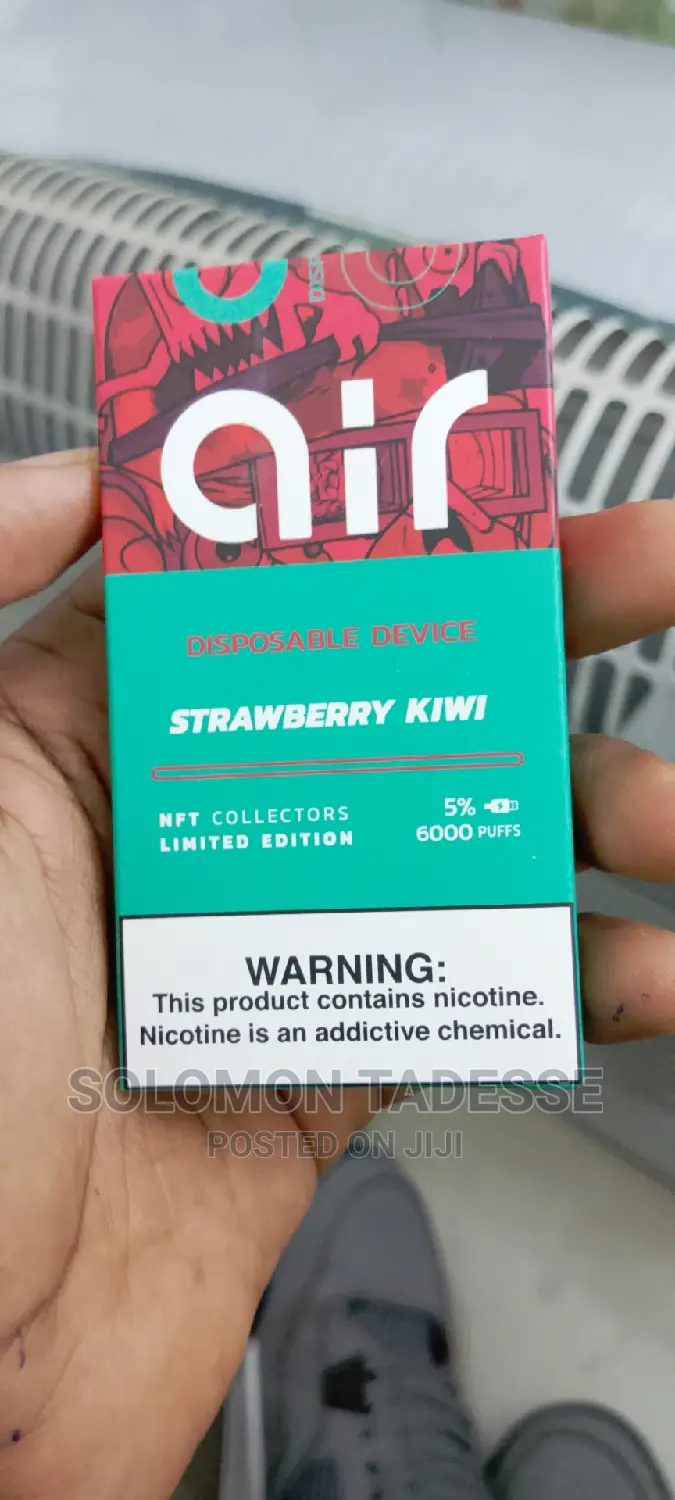 air
DISPOSABLE DEVICE
STRAWBERRY KIWI
NFT COLLECTORS
LIMITED EDITION
5%
6000 PUFFS
WARNING:
This product contains nicotine.
Nicotine is an addictive chemical.
SOLOMON TADESSE
POSTED ON JIJI